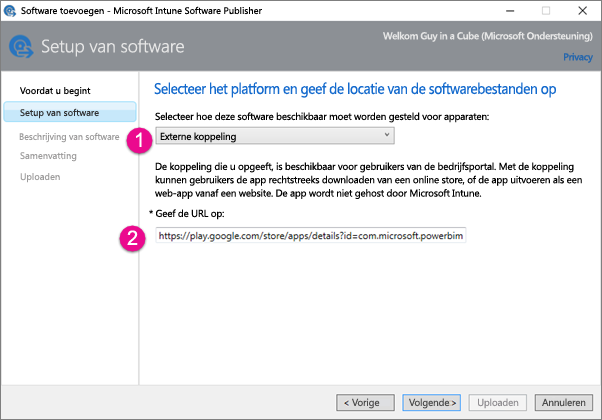 Software toevoegen - Microsoft Intune Software Publisher
Setup van software
Welkom Guy in a Cube (Microsoft Ondersteuning)
Privacy
Voordat u begint
Setup van software
Beschrijving van software
Samenvatting
Uploaden
Selecteer het platform en geef de locatie van de softwarebestanden op
Selecteer hoe deze software beschikbaar moet worden gesteld voor apparaten:
1
Externe koppeling
De koppeling die u opgeeft, is beschikbaar voor gebruikers van de bedrijfsportal. Met de koppeling
kunnen gebruikers de app rechtstreeks downloaden van een online store, of de app uitvoeren als een
web-app vanaf een website. De app wordt niet gehost door Microsoft Intune.
* Geef de URL op:
2
https://play.google.com/store/apps/details?id=com.microsoft.powerbim
< Vorige
Volgende >
Uploaden
Annuleren